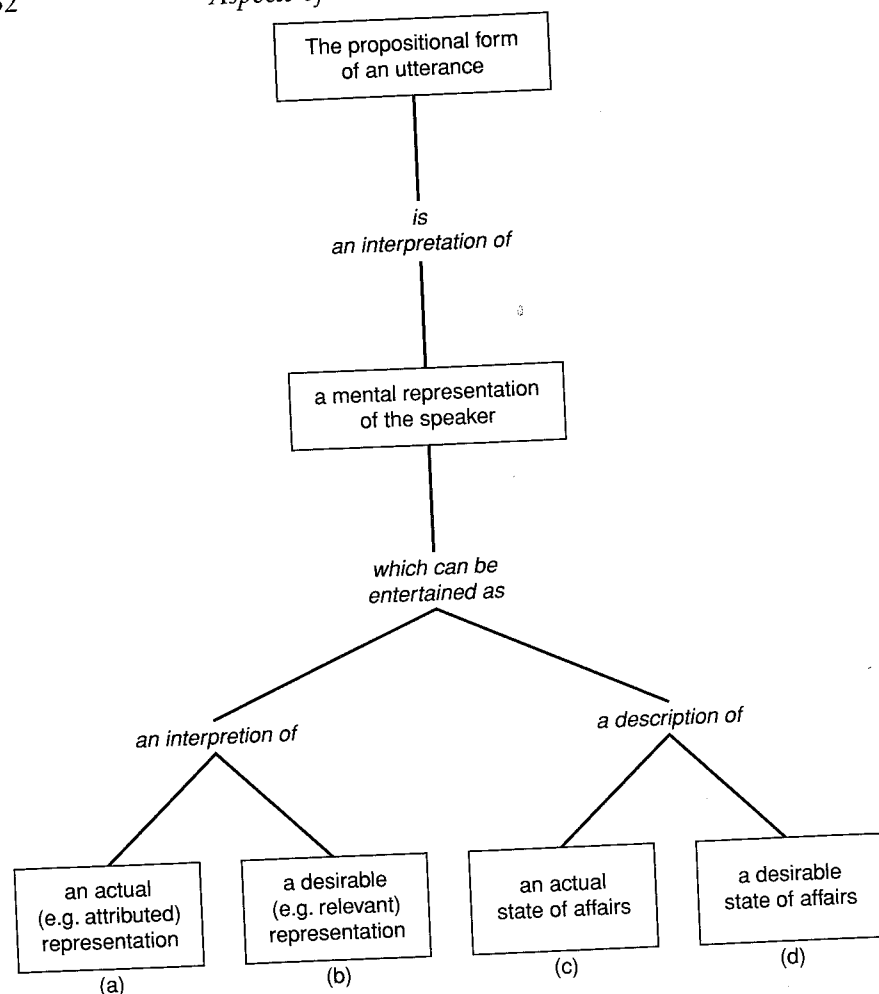 Aspects of
The propositional form
of an utterance
is
an interpretation of
a mental representation
of the speaker
which can be
entertained as
an interpretion of
a description of
an actual
(e.g. attributed)
representation
(a)
a desirable
(e.g. relevant)
representation
(b)
an actual
state of affairs
(c)
a desirable
state of affairs
(d)